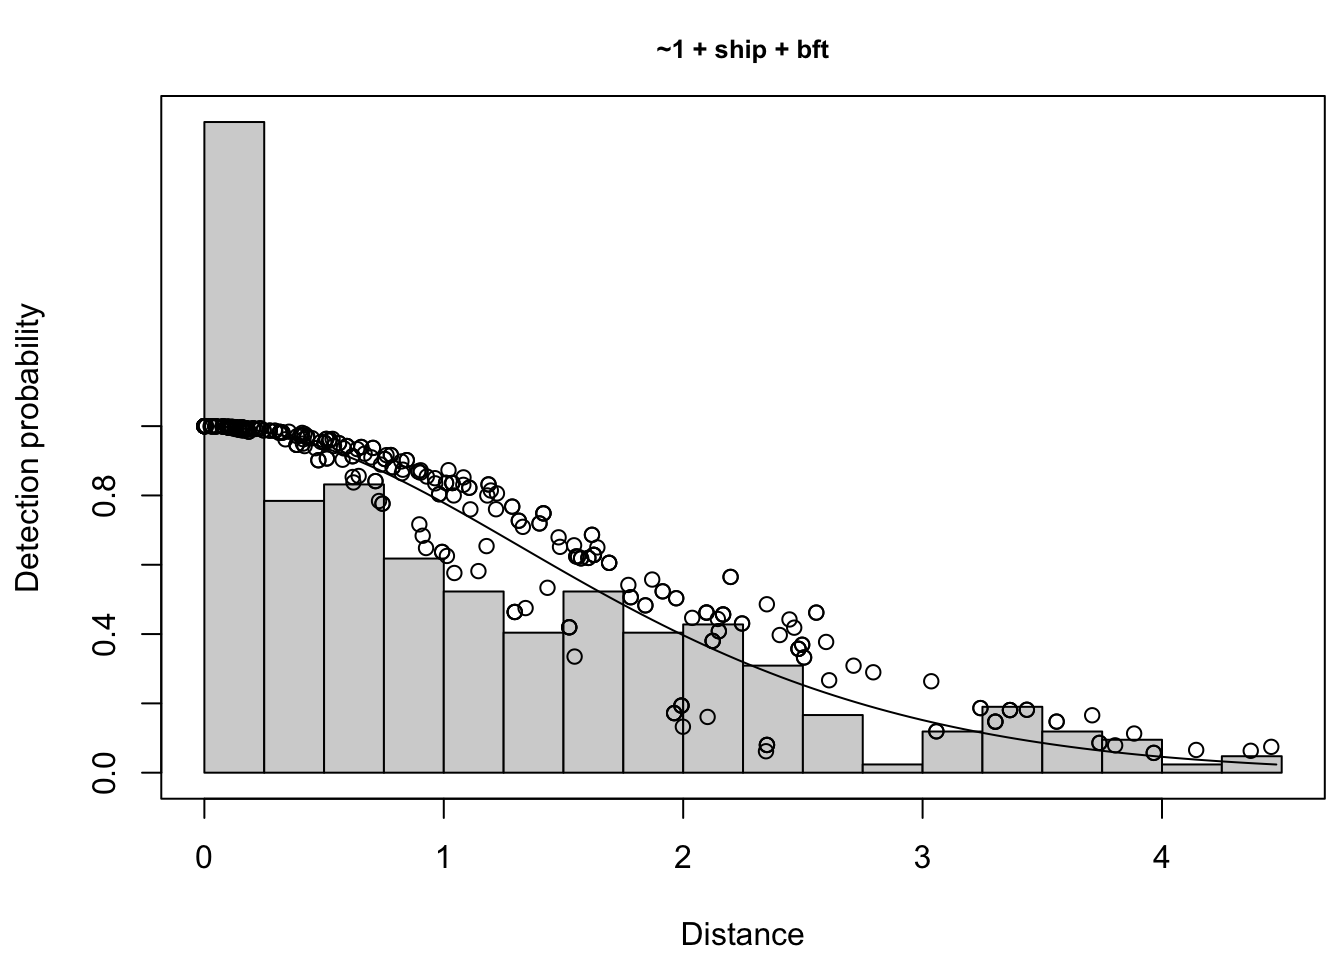 ~1 + ship + bft
Detection probability
0.8
0.4
0.0
0 1 2 3 4
Distance